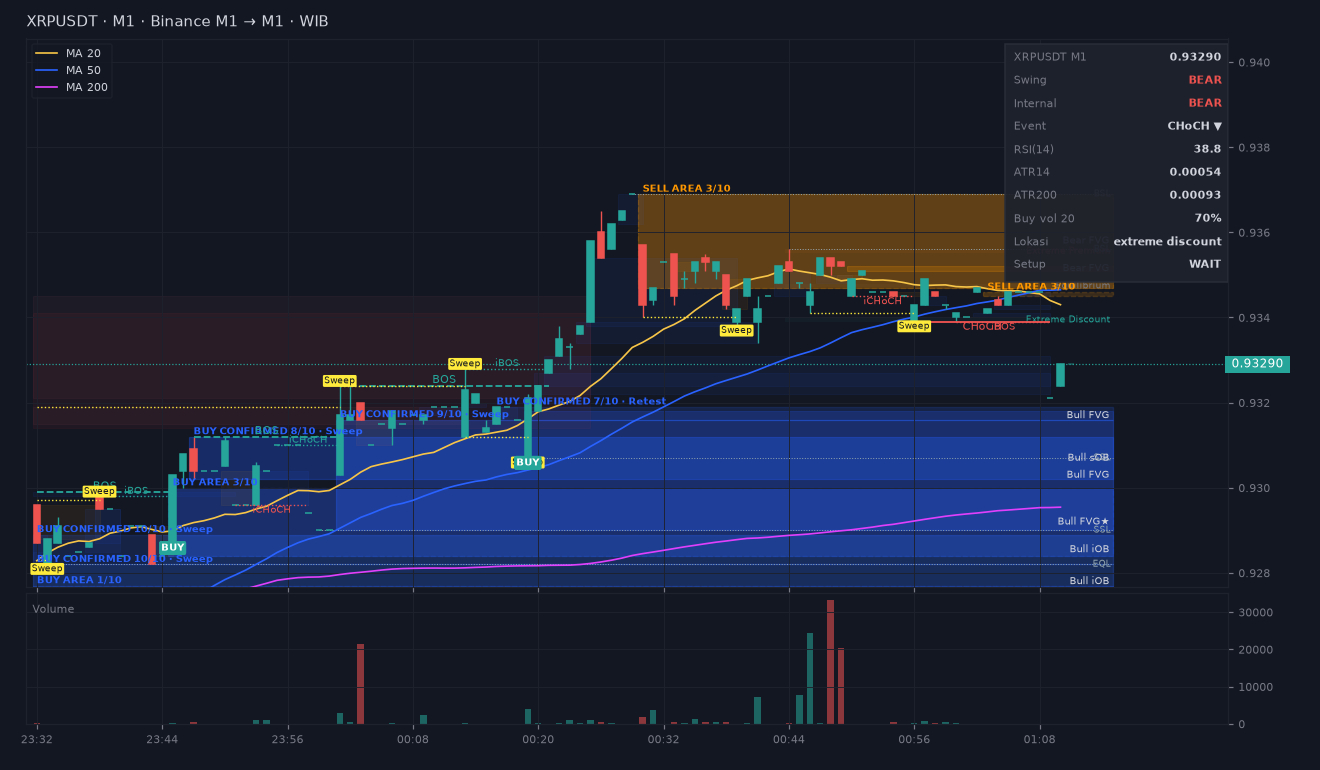 XRPUSDT · M1 · Binance M1 → M1 · WIB
MA 20
MA 50
MA 200
XRPUSDT M1 0.93290
Swing BEAR
Internal BEAR
Event CHoCH ▼
RSI(14) 38.8
ATR14 0.00054
ATR200 0.00093
Buy vol 20 70%
Lokasi extreme discount
Setup WAIT
0.940
0.938
0.936
0.934
0.93290
0.932
0.930
0.928
SELL AREA 3/10
SELL AREA 3/10
iCHoCH
Sweep
Sweep
CHoCH
BOS
Extreme Discount
Sweep
iBOS
Sweep
BOS
BUY CONFIRMED 7/10 · Retest
BUY CONFIRMED 9/10 · Sweep
Bull FVG
BUY CONFIRMED 8/10 · Sweep
BOS
iCHoCH
BUY
Bull FVG
BUY AREA 3/10
BOS
Sweep
iBOS
iCHoCH
Bull FVG★
SSL
BUY CONFIRMED 10/10 · Sweep
BUY
Bull iOB
BUY CONFIRMED 10/10 · Sweep
EQL
Sweep
BUY AREA 1/10
Bull iOB
Volume
30000
20000
10000
0
23:32 23:44 23:56 00:08 00:20 00:32 00:44 00:56 01:08